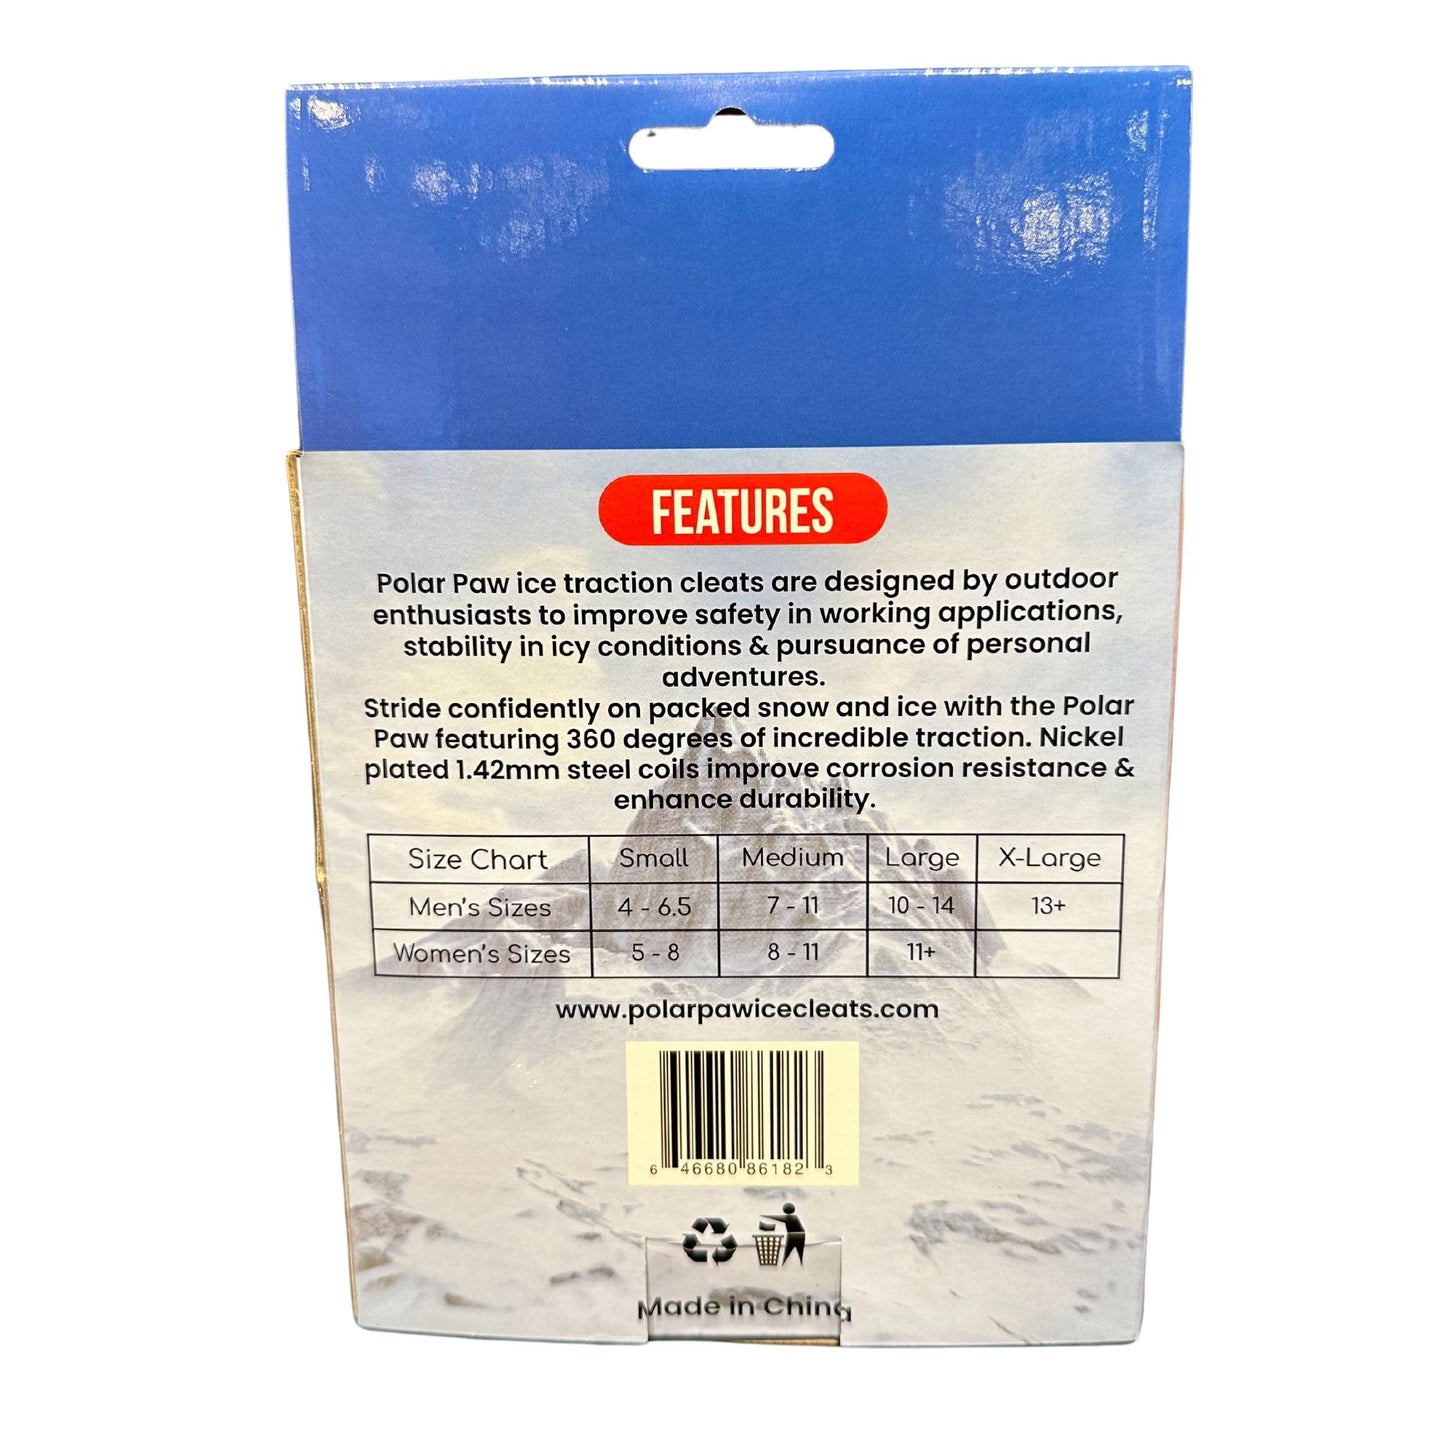 FEATURES
Polar Paw ice traction cleats are designed by outdoor
enthusiasts to improve safety in working applications,
stability in icy conditions & pursuance of personal
adventures.
Stride confidently on packed snow and ice with the Polar
Paw featuring 360 degrees of incredible traction. Nickel
plated 1.42mm steel coils improve corrosion resistance &
enhance durability.
Size Chart Small Medium Large X-Large
Men's Sizes 4 - 6.5 7 - 11 10 - 14 13+
Women's Sizes 5 - 8 8 - 11 11+
www.polarpawicecleats.com
6 46680 86182 3
Made in China